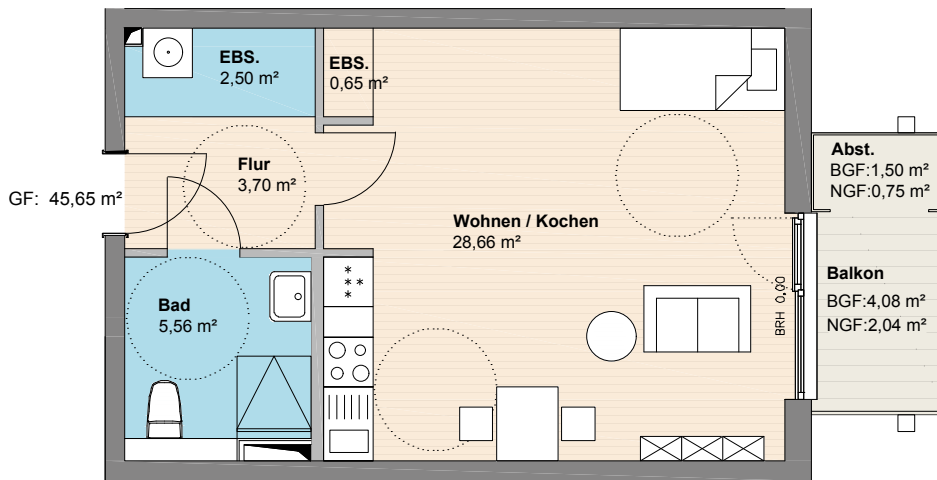 EBS.
2,50 m²
EBS.
0,65 m²
Flur
3,70 m²
GF: 45,65 m²
Wohnen / Kochen
28,66 m²
Abst.
BGF:1,50 m²
NGF:0,75 m²
Balkon
BGF:4,08 m²
NGF:2,04 m²
BRH 0,00
Bad
5,56 m²